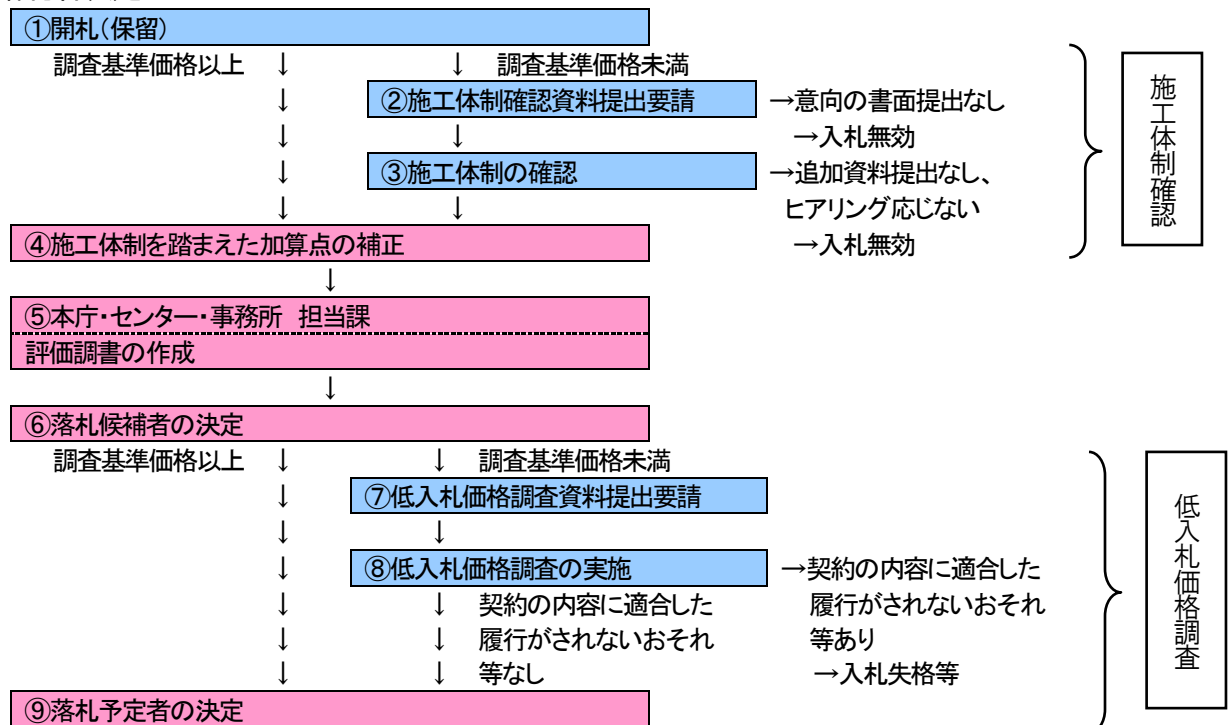 ①開札(保留)
調査基準価格以上 ↓ ↓ 調査基準価格未満
↓ ②施工体制確認資料提出要請 →意向の書面提出なし
↓ ↓ →入札無効
↓ ③施工体制の確認 →追加資料提出なし、
↓ ↓ ヒアリング応じない
④施工体制を踏まえた加算点の補正 →入札無効
施工体制確認
↓
⑤本庁・センター・事務所 担当課
評価調書の作成
↓
⑥落札候補者の決定
調査基準価格以上 ↓ ↓ 調査基準価格未満
↓ ⑦低入札価格調査資料提出要請
↓ ↓
↓ ⑧低入札価格調査の実施 →契約の内容に適合した
↓ ↓ 契約の内容に適合した 履行がされないおそれ
↓ ↓ 履行がされないおそれ 等あり
↓ ↓ 等なし →入札失格等
低入札価格調査
⑨落札予定者の決定